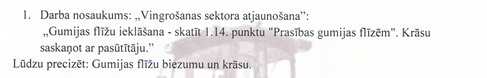 1. Darba nosaukums: „Vingrošanas sektora atjaunošana”:
„Gumijas flīžu ieklāšana - skatīt 1.14. punktu "Prasības gumijas flīzēm". Krāsu
saskaņot ar pasūtītāju.”
Lūdzu precizēt: Gumijas flīžu biezumu un krāsu.